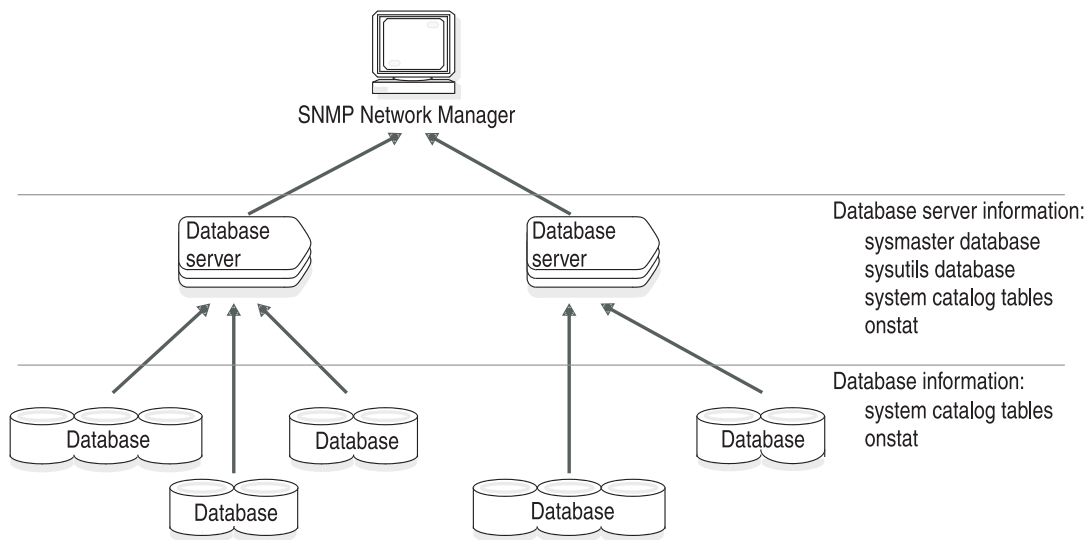 SNMP Network Manager
Database
server
Database
server
Database server information:
sysmaster database
sysutils database
system catalog tables
onstat
Database information:
system catalog tables
onstat
Database
Database
Database
Database
Database